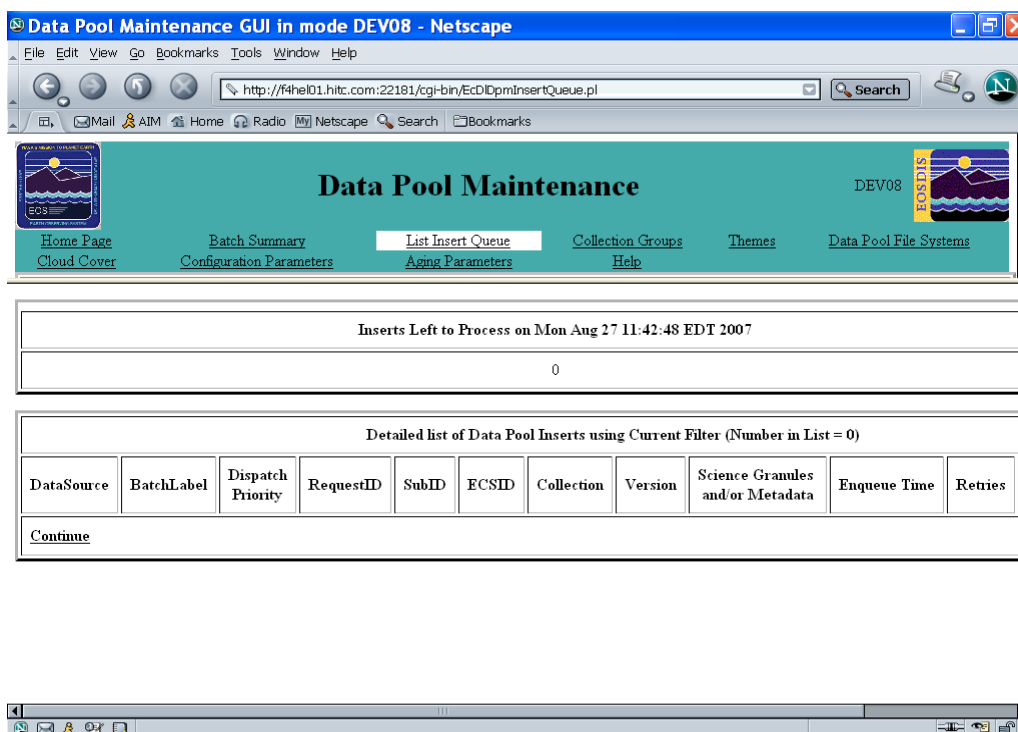 Data Pool Maintenance GUI in mode DEV08 - Netscape
File Edit View Go Bookmarks Tools Window Help
http://f4hel01.hitc.com:22181/cgi-bin/EcDlDpmInsertQueue.pl Search N
Mail AIM Home Radio My Netscape Search Bookmarks
EOS
Data Pool Maintenance
DEV08
EOSDIS
Home Page Batch Summary List Insert Queue Collection Groups Themes Data Pool File Systems
Cloud Cover Configuration Parameters Aging Parameters Help
Inserts Left to Process on Mon Aug 27 11:42:48 EDT 2007
0
Detailed list of Data Pool Inserts using Current Filter (Number in List = 0)
DataSource BatchLabel Dispatch Priority RequestID SubID ECSID Collection Version Science Granules and/or Metadata Enqueue Time Retries
Continue